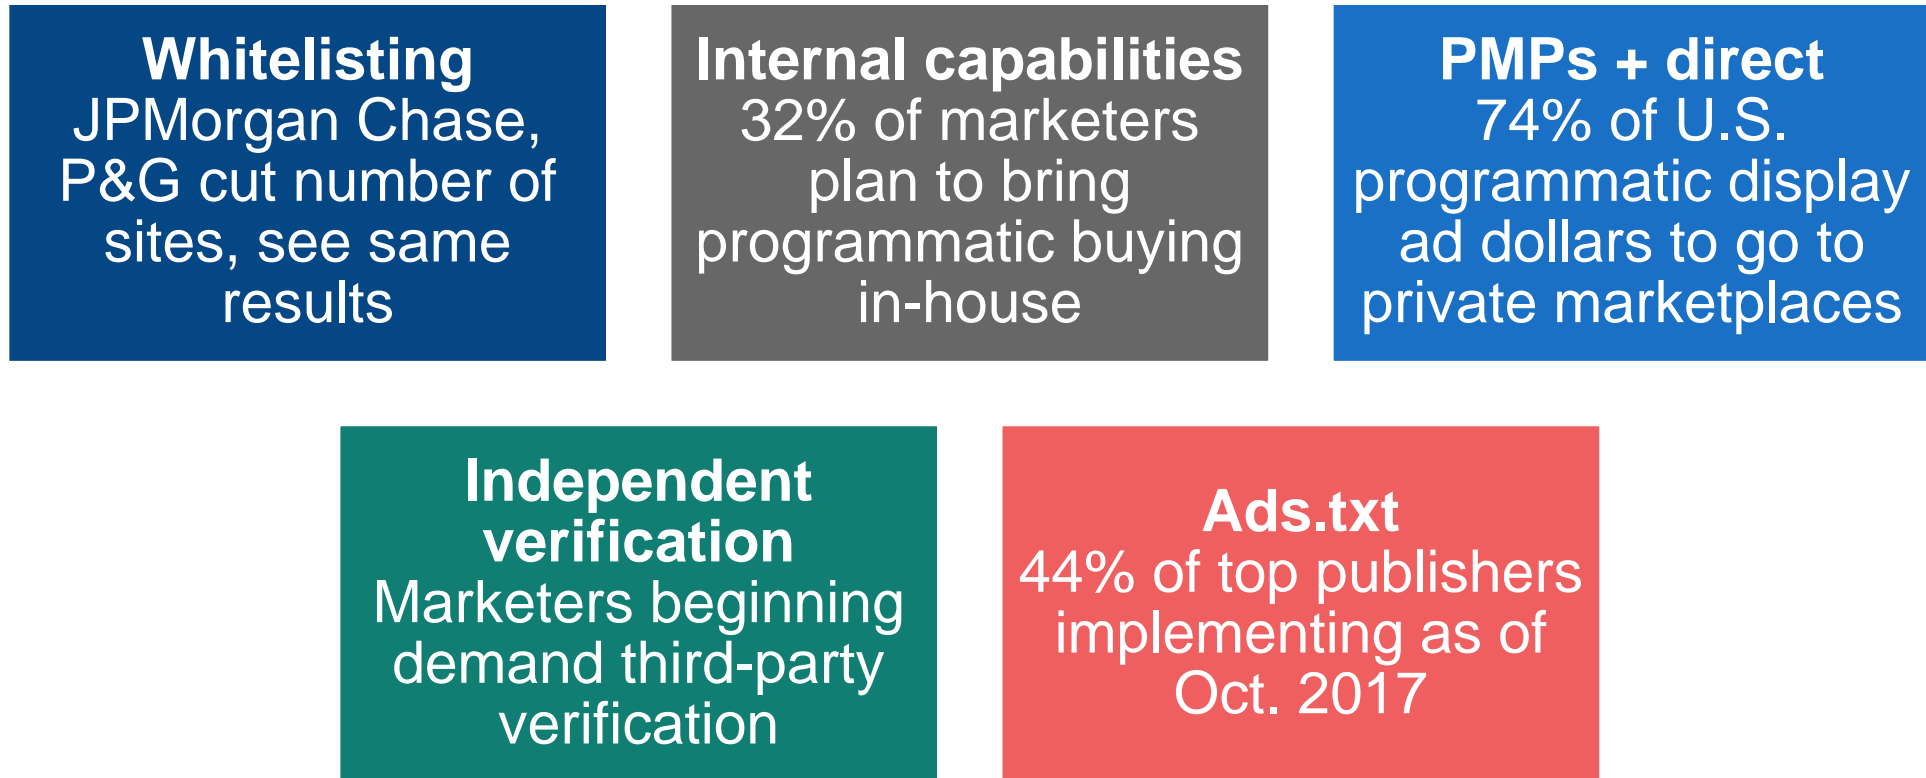 Whitelisting
JPMorgan Chase,
P&G cut number of
sites, see same
results
Internal capabilities
32% of marketers
plan to bring
programmatic buying
in-house
PMPs + direct
74% of U.S.
programmatic display
ad dollars to go to
private marketplaces
Independent
verification
Marketers beginning
demand third-party
verification
Ads.txt
44% of top publishers
implementing as of
Oct. 2017